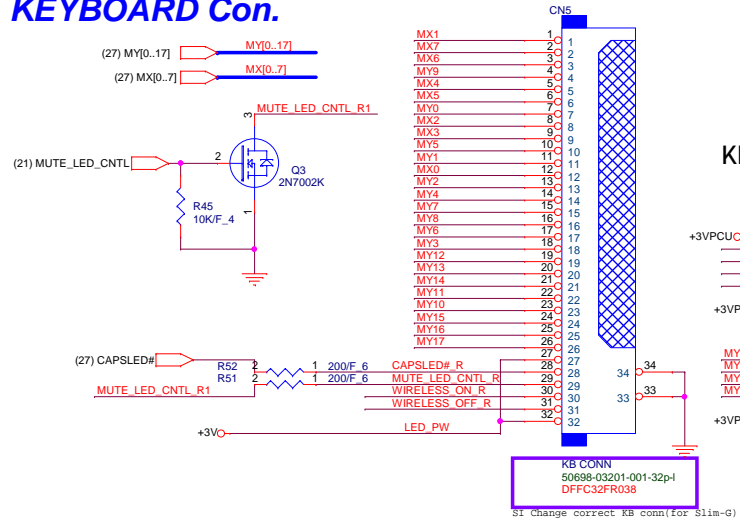 KEYBOARD Con.
(27) MY[0..17]
MY[0..17]
(27) MX[0..7]
MX[0..7]
MUTE_LED_CNTL_R1
3
(21) MUTE_LED_CNTL
2
Q3
2N7002K
1
R45
10K/F_4
(27) CAPSLED#
R52
2
1
200/F_6
CAPSLED#_R
R51
2
1
200/F_6
MUTE_LED_CNTL_R
MUTE_LED_CNTL_R1
WIRELESS_ON_R
WIRELESS_OFF_R
+3V
LED_PW
CN5
MX1 1 1
MX7 2 2
MX6 3 3
MY9 4 4
MX4 5 5
MX5 6 6
MY0 7 7
MX2 8 8
MX3 9 9
MY5 10 10
MY1 11 11
MX0 12 12
MY2 13 13
MY4 14 14
MY7 15 15
MY8 16 16
MY6 17 17
MY3 18 18
MY12 19 19
MY13 20 20
MY14 21 21
MY11 22 22
MY10 23 23
MY15 24 24
MY16 25 25
MY17 26 26
27 27
28 28
29 29
30 30
31 31
32 32
34 34
33 33
KB CONN
50698-03201-001-32p-l
DFFC32FR038
SI Change correct KB conn(for Slim-G)
+3VPCU
+3VP
MY
MY
MY
MY
+3VP